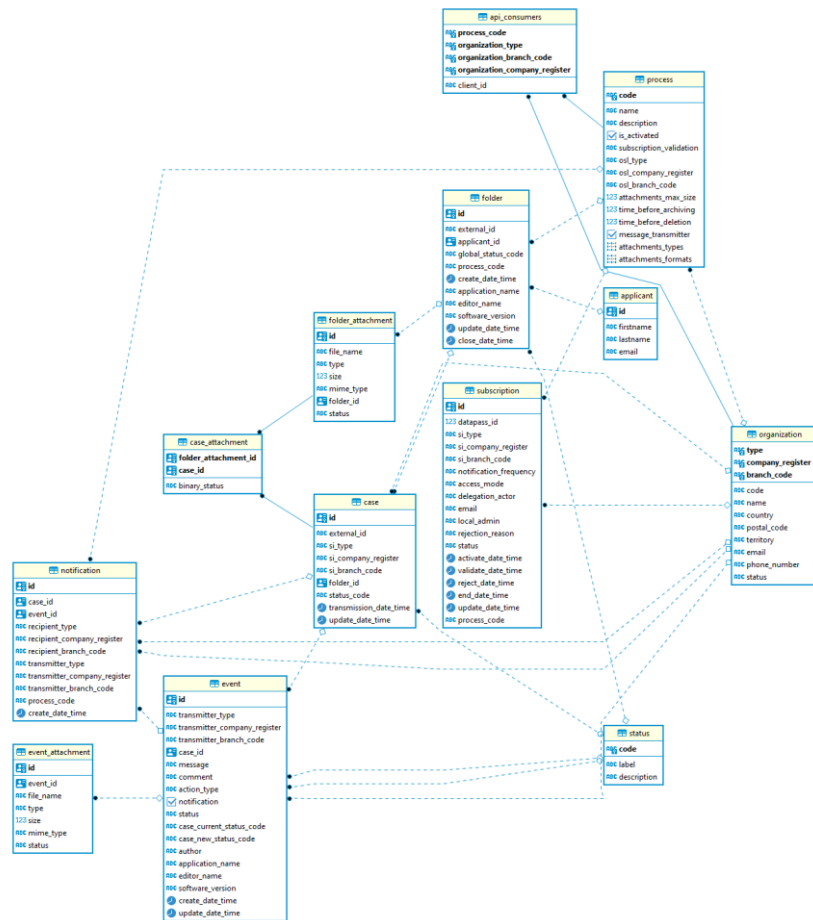 api_consumers
process_code
organization_type
organization_branch_code
organization_company_register
client_id
process
code
name
description
is_activated
subscription_validation
osl_type
osl_company_register
osl_branch_code
123 attachments_max_size
123 time_before_archiving
123 time_before_deletion
message_transmitter
attachments_types
attachments_formats
folder
id
external_id
applicant_id
global_status_code
process_code
create_date_time
application_name
editor_name
software_version
update_date_time
close_date_time
applicant
id
firstname
lastname
email
folder_attachment
id
file_name
type
123 size
mime_type
folder_id
status
subscription
id
123 datapass_id
si_type
si_company_register
si_branch_code
notification_frequency
access_mode
delegation_actor
email
local_admin
rejection_reason
status
activate_date_time
validate_date_time
reject_date_time
end_date_time
update_date_time
process_code
organization
type
company_register
branch_code
code
name
country
postal_code
territory
email
phone_number
status
case_attachment
folder_attachment_id
case_id
binary_status
case
id
external_id
si_type
si_company_register
si_branch_code
folder_id
status_code
transmission_date_time
update_date_time
notification
id
case_id
event_id
recipient_type
recipient_company_register
recipient_branch_code
transmitter_type
transmitter_company_register
transmitter_branch_code
process_code
create_date_time
event
id
transmitter_type
transmitter_company_register
transmitter_branch_code
case_id
message
comment
action_type
notification
status
case_current_status_code
case_new_status_code
author
application_name
editor_name
software_version
create_date_time
update_date_time
status
code
label
description
event_attachment
id
event_id
file_name
type
123 size
mime_type
status